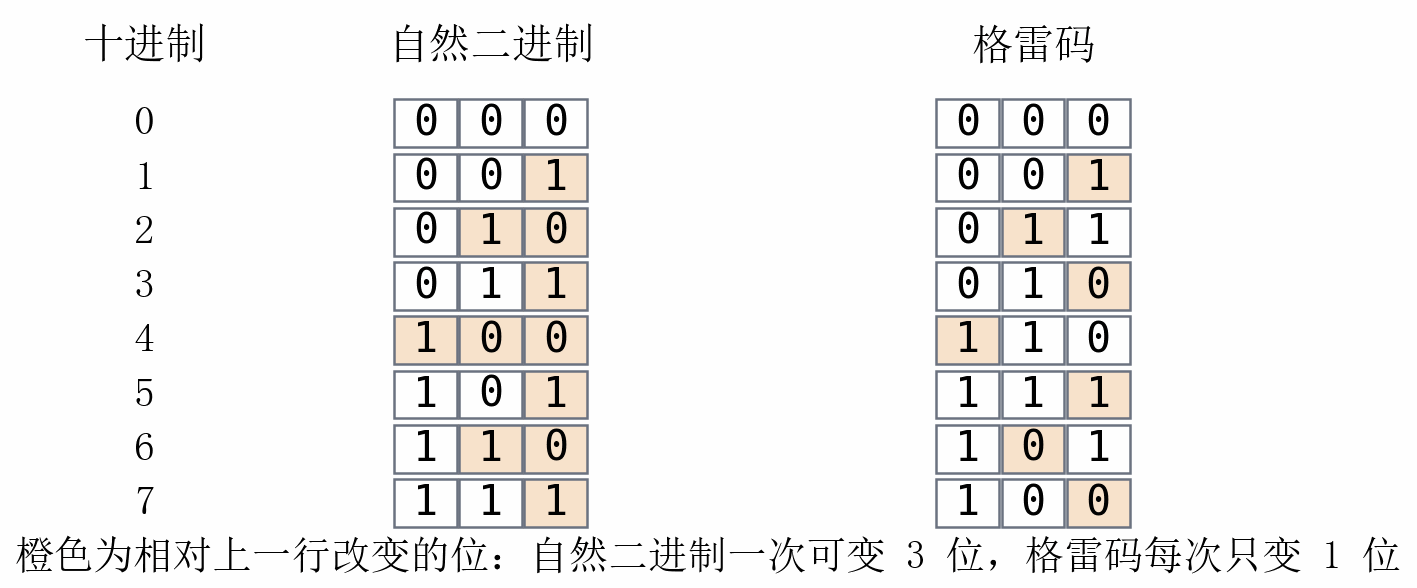 十进制 自然二进制 格雷码
0 0 0 0 0 0 0
1 0 0 1 0 0 1
2 0 1 0 0 1 1
3 0 1 1 0 1 0
4 1 0 0 1 1 0
5 1 0 1 1 1 1
6 1 1 0 1 0 1
7 1 1 1 1 0 0
橙色为相对上一行改变的位：自然二进制一次可变 3 位，格雷码每次只变 1 位